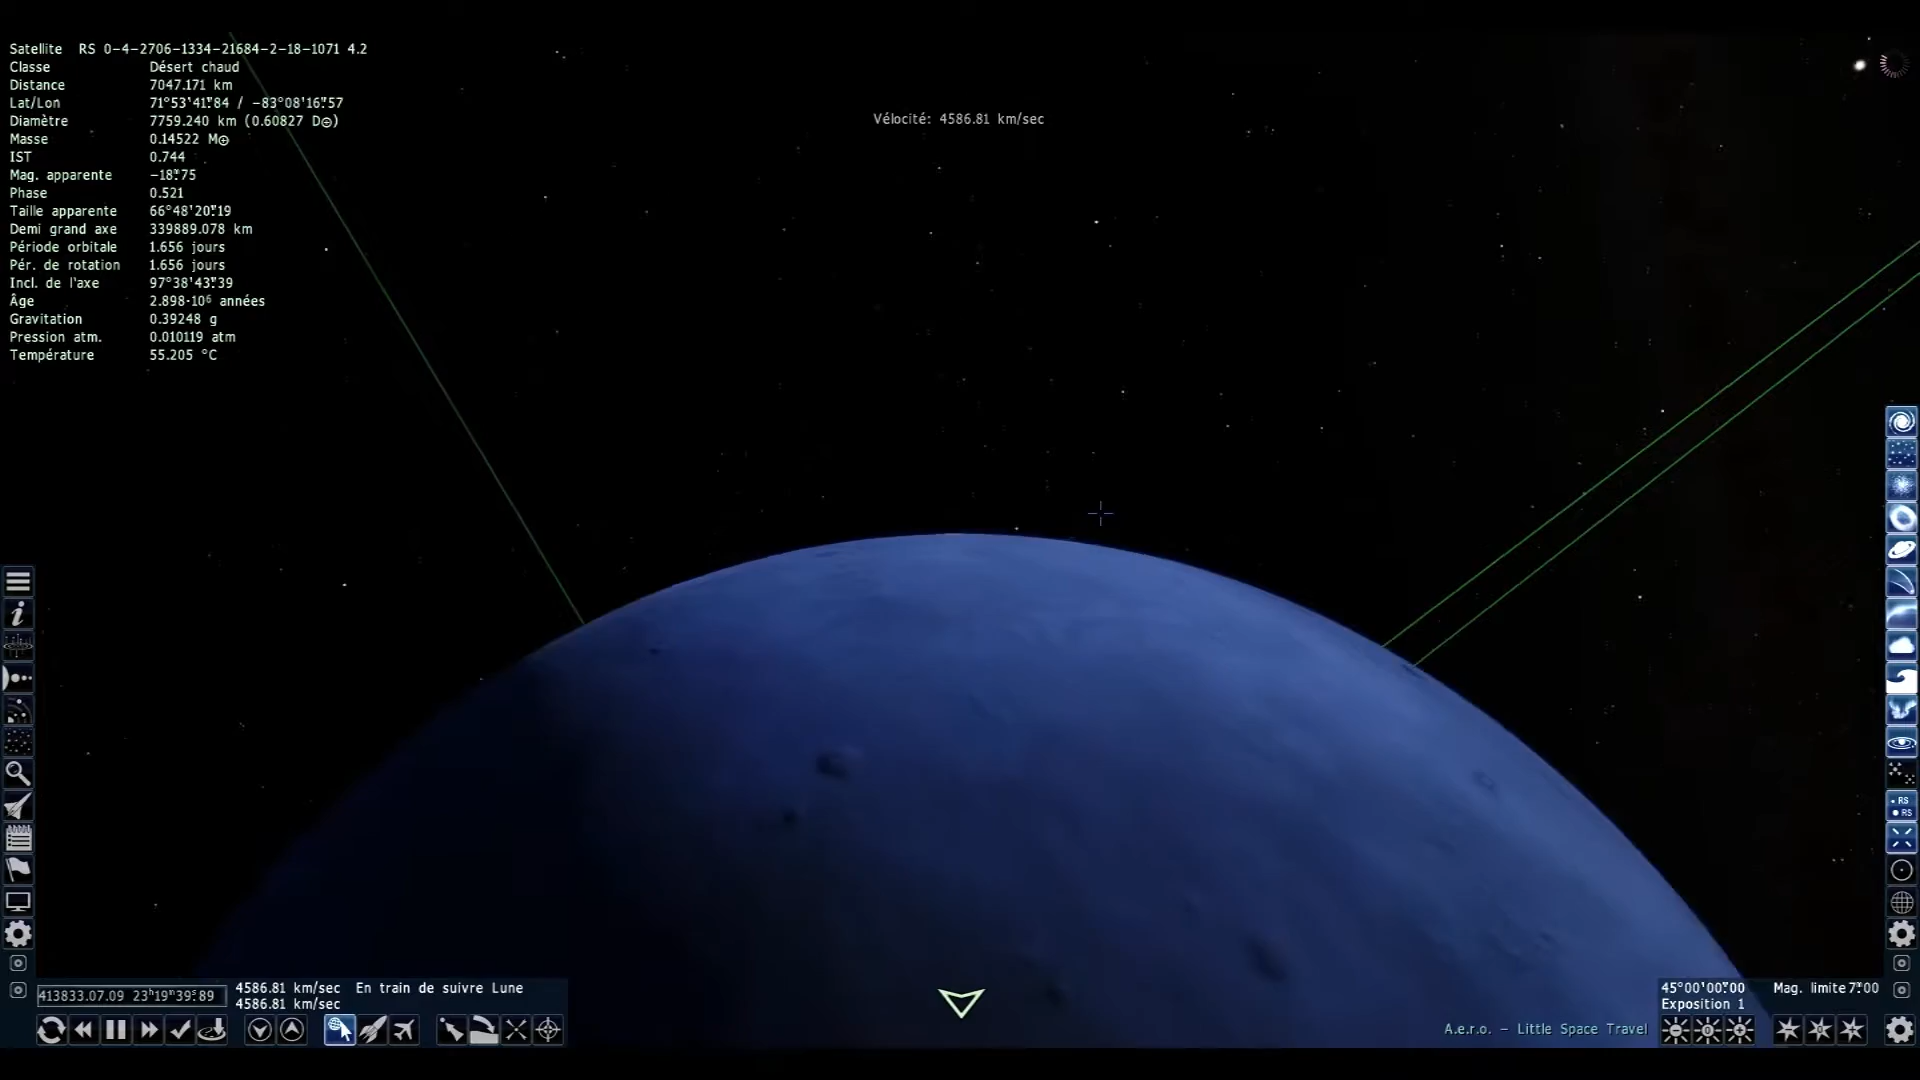 Satellite RS 0-4-2706-1334-21684-2-18-1071 4.2
Classe Désert chaud
Distance 7047.171 km
Lat/Lon 71°53'41"84 / -83°08'16"57
Diamètre 7759.240 km (0.60827 D⊕)
Masse 0.14522 M⊕
IST 0.744
Mag. apparente -18ᵐ75
Phase 0.521
Taille apparente 66°48'20"19
Demi grand axe 339889.078 km
Période orbitale 1.656 jours
Pér. de rotation 1.656 jours
Incl. de l'axe 97°38'43"39
Âge 2.898·10⁶ années
Gravitation 0.39248 g
Pression atm. 0.010119 atm
Température 55.205 °C
Vélocité: 4586.81 km/sec
RS
RS
413833.07.09 23ʰ19ᵐ39ˢ89
4586.81 km/sec En train de suivre Lune
4586.81 km/sec
A.e.r.o. - Little Space Travel
45°00'00"00 Mag. limite 7ᵐ00
Exposition 1